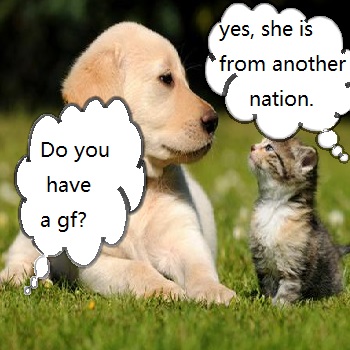 Do you
have
a gf?
yes, she is
from another
nation.